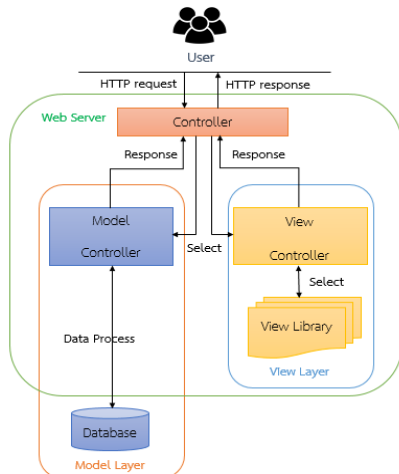 User
HTTP request
HTTP response
Web Server
Controller
Response
Response
Model
Controller
View
Controller
Select
Select
View Library
Data Process
View Layer
Database
Model Layer